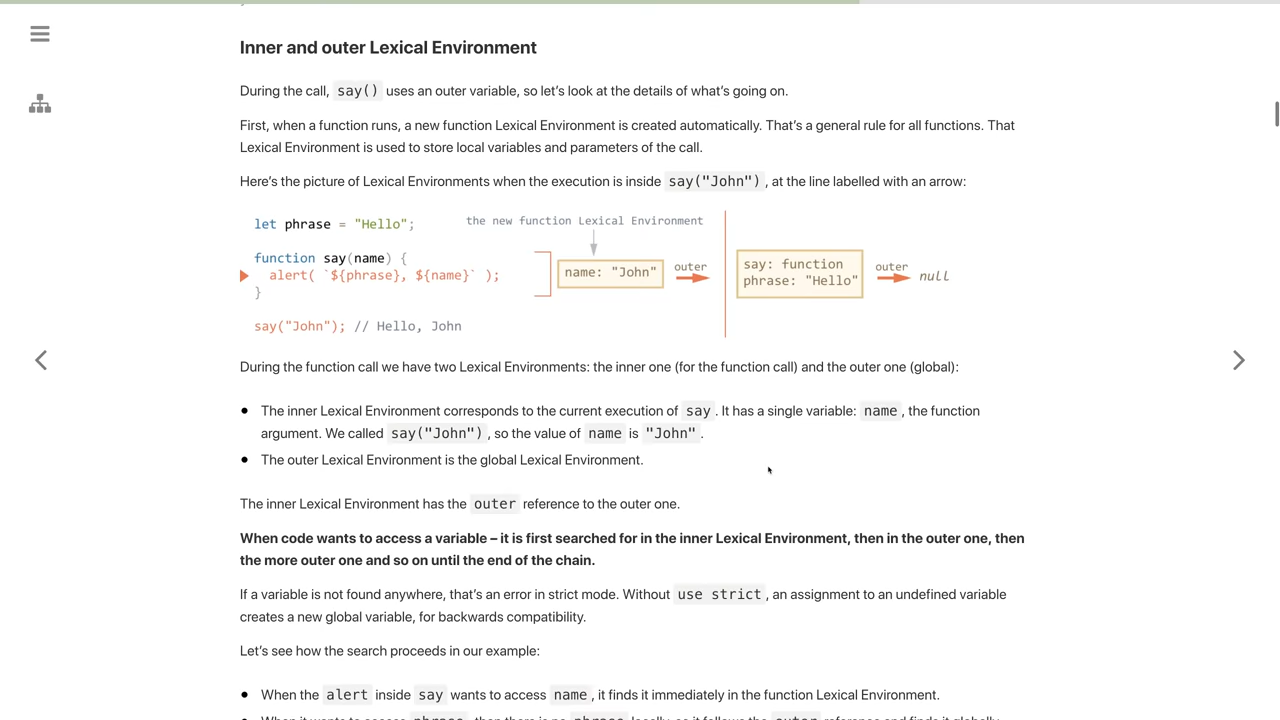 Inner and outer Lexical Environment
During the call, say() uses an outer variable, so let’s look at the details of what’s going on.
First, when a function runs, a new function Lexical Environment is created automatically. That’s a general rule for all functions. That
Lexical Environment is used to store local variables and parameters of the call.
Here’s the picture of Lexical Environments when the execution is inside say("John") , at the line labelled with an arrow:
let phrase = "Hello";
function say(name) {
alert( `${phrase}, ${name}` );
}
say("John"); // Hello, John
the new function Lexical Environment
name: "John"
outer
say: function
phrase: "Hello"
outer
null
During the function call we have two Lexical Environments: the inner one (for the function call) and the outer one (global):
● The inner Lexical Environment corresponds to the current execution of say . It has a single variable: name , the function
argument. We called say("John") , so the value of name is "John" .
● The outer Lexical Environment is the global Lexical Environment.
The inner Lexical Environment has the outer reference to the outer one.
When code wants to access a variable – it is first searched for in the inner Lexical Environment, then in the outer one, then
the more outer one and so on until the end of the chain.
If a variable is not found anywhere, that’s an error in strict mode. Without use strict , an assignment to an undefined variable
creates a new global variable, for backwards compatibility.
Let’s see how the search proceeds in our example:
● When the alert inside say wants to access name , it finds it immediately in the function Lexical Environment.